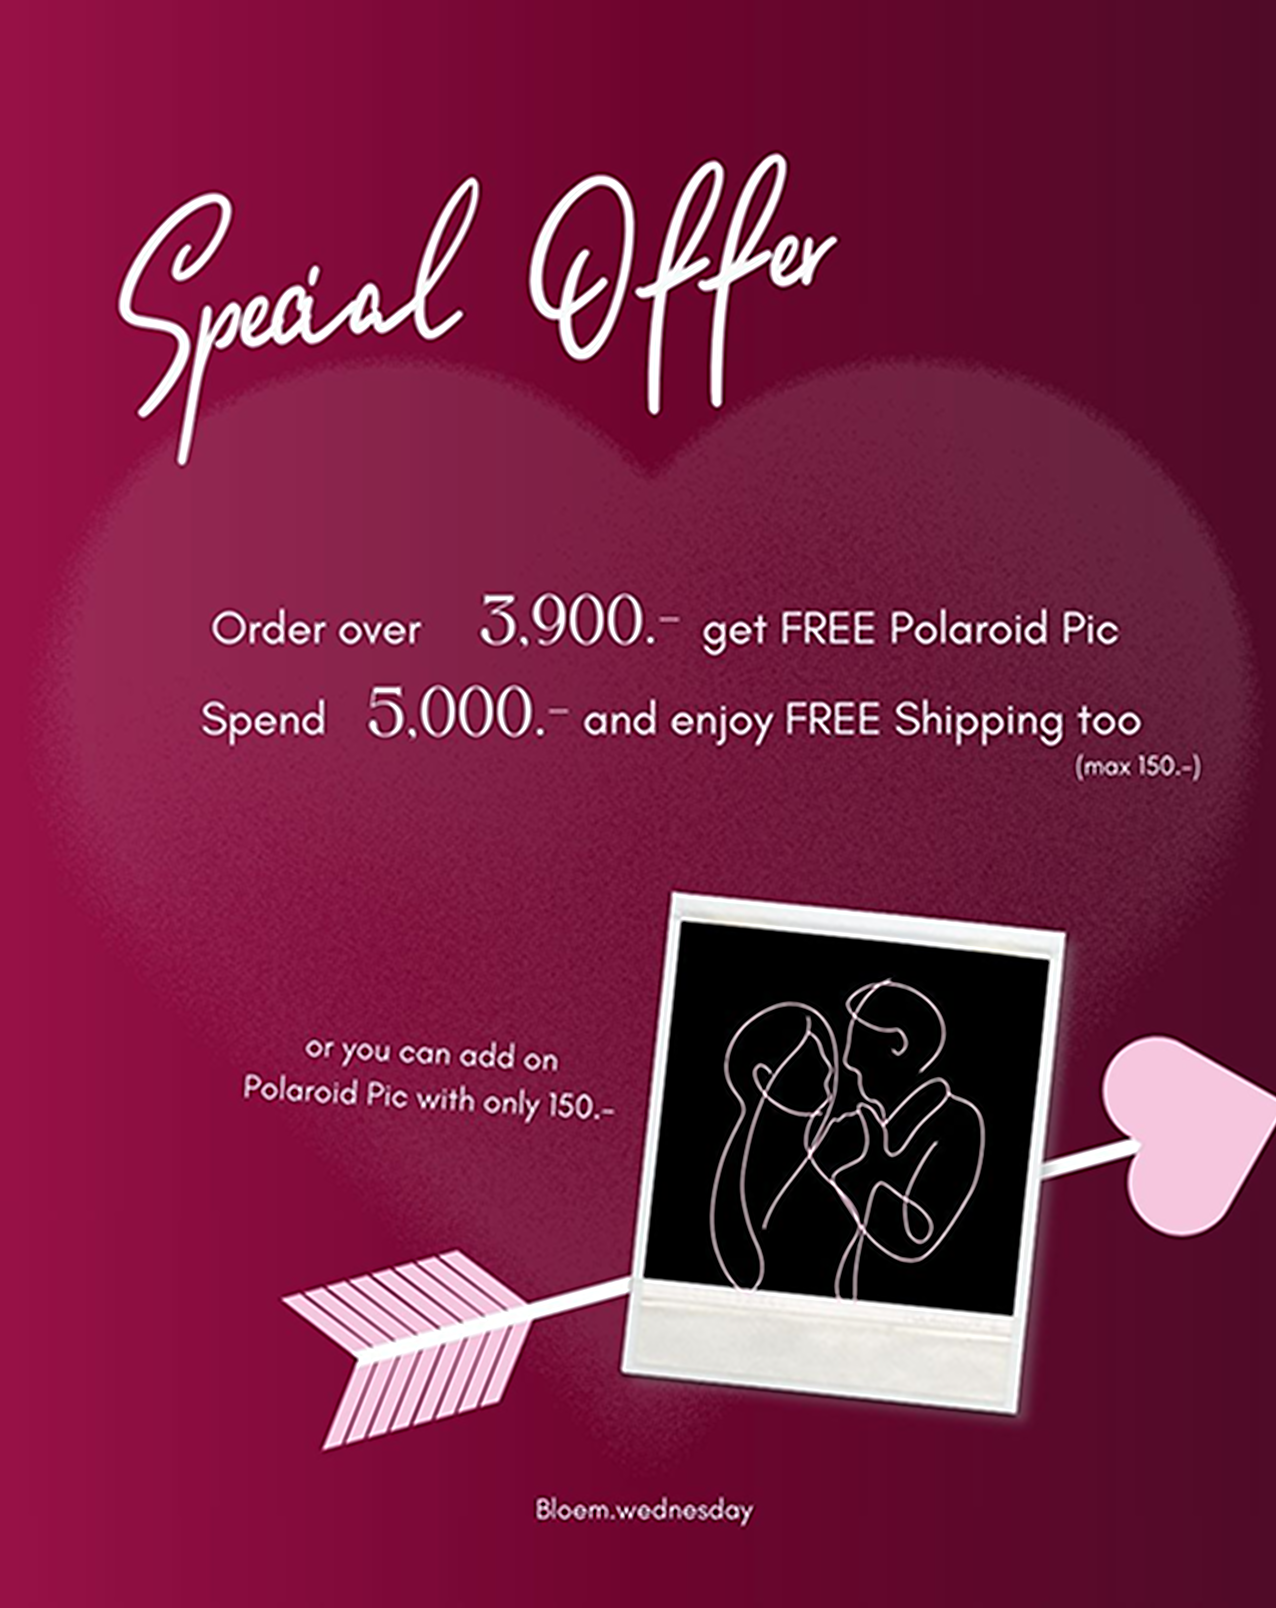 Special Offer
Order over 3,900.- get FREE Polaroid Pic
Spend 5,000.- and enjoy FREE Shipping too
(max 150.-)
or you can add on
Polaroid Pic with only 150.-
Bloem.wednesday